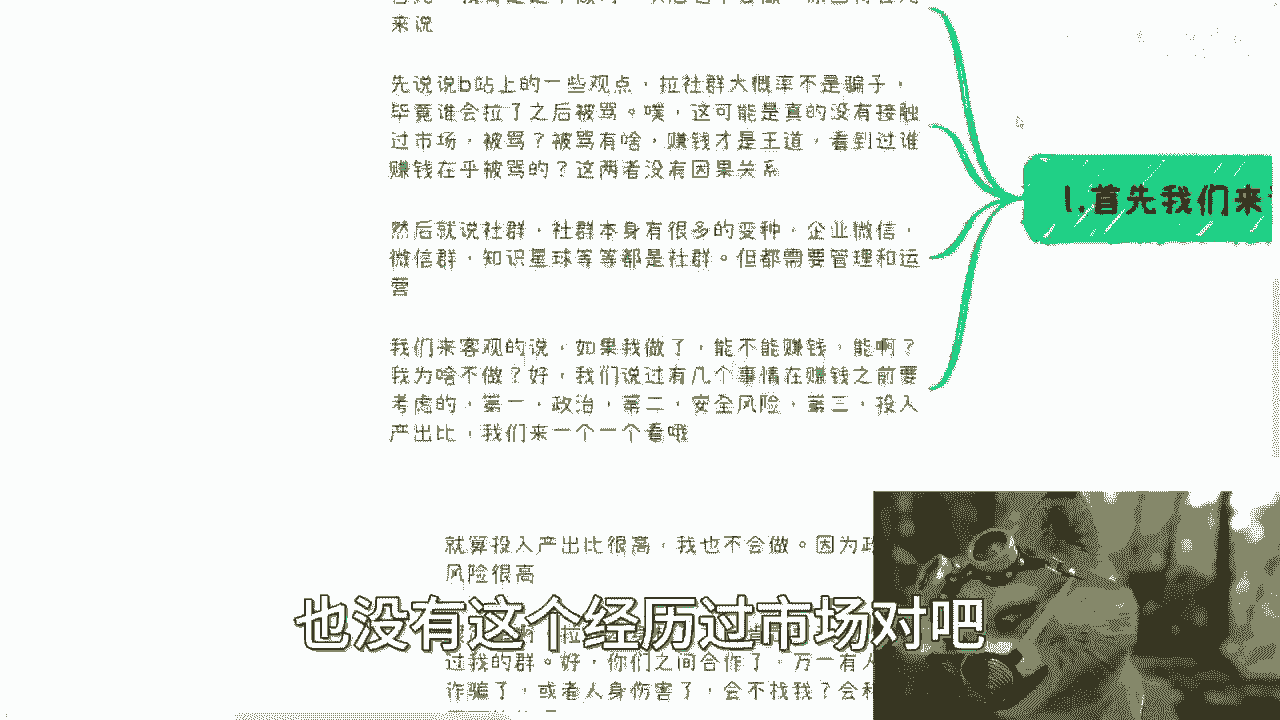 来说
先说说b站上的一些观点，拉社群大概率不是骗子，
毕竟谁会拉了之后被骂。噗，这可能是真的没有接触
过市场，被骂？被骂有啥，赚钱才是王道，看到过谁
赚钱在乎被骂的？这两者没有因果关系
然后就说社群，社群本身有很多的变种，企业微信，
微信群，知识星球等等都是社群。但都需要管理和运
营
我们来客观的说，如果我做了，能不能赚钱，能啊？
我为啥不做？好，我们说过有几个事情在赚钱之前要
考虑的，第一，政治，第二，安全风险，第三，投入
产出比，我们来一个一个看哦
1.首先我们来
就算投入产出比很高，我也不会做。因为政
风险很高
也没有这个经历过市场对吧
过我的群。好，你们之间合作了，万一有人
诈骗了，或者人身伤害了，会不找我？会和